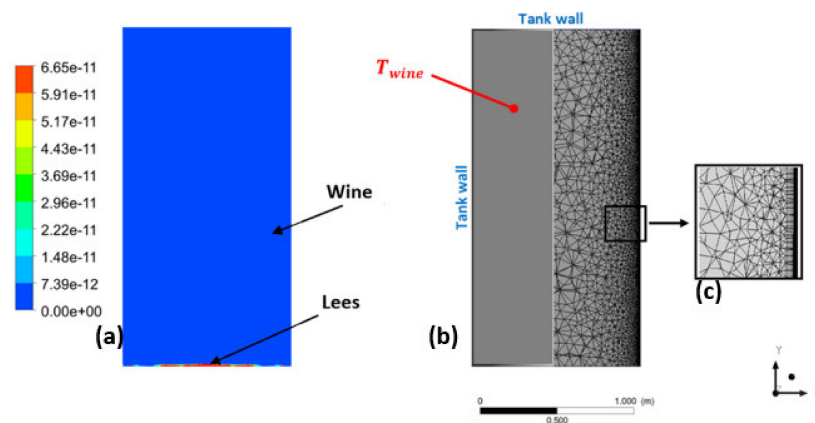 Tank wall
6.65e-11
5.91e-11
5.17e-11
4.43e-11
3.69e-11
2.96e-11
2.22e-11
1.48e-11
7.39e-12
0.00e+00
Wine
Lees
(a)
T_wine
Tank wall
(b)
(c)
Y
0
1.000 (m)
0.500